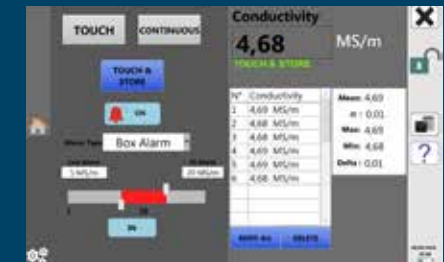 TOUCH
CONTINUOUS
TOUCH &
STORE
ON
Alarm Type
Box Alarm
5 MS/m
20 MS/m
IN
Conductivity
4,68
MS/m
TOUCH & STORE
N° Conductivity
1 4,69 MS/m
2 4,68 MS/m
3 4,68 MS/m
4 4,69 MS/m
5 4,69 MS/m
6 4,68 MS/m
DELETE
Mean: 4,69
σ : 0,01
Max: 4,69
Min: 4,68
Delta : 0,01
?